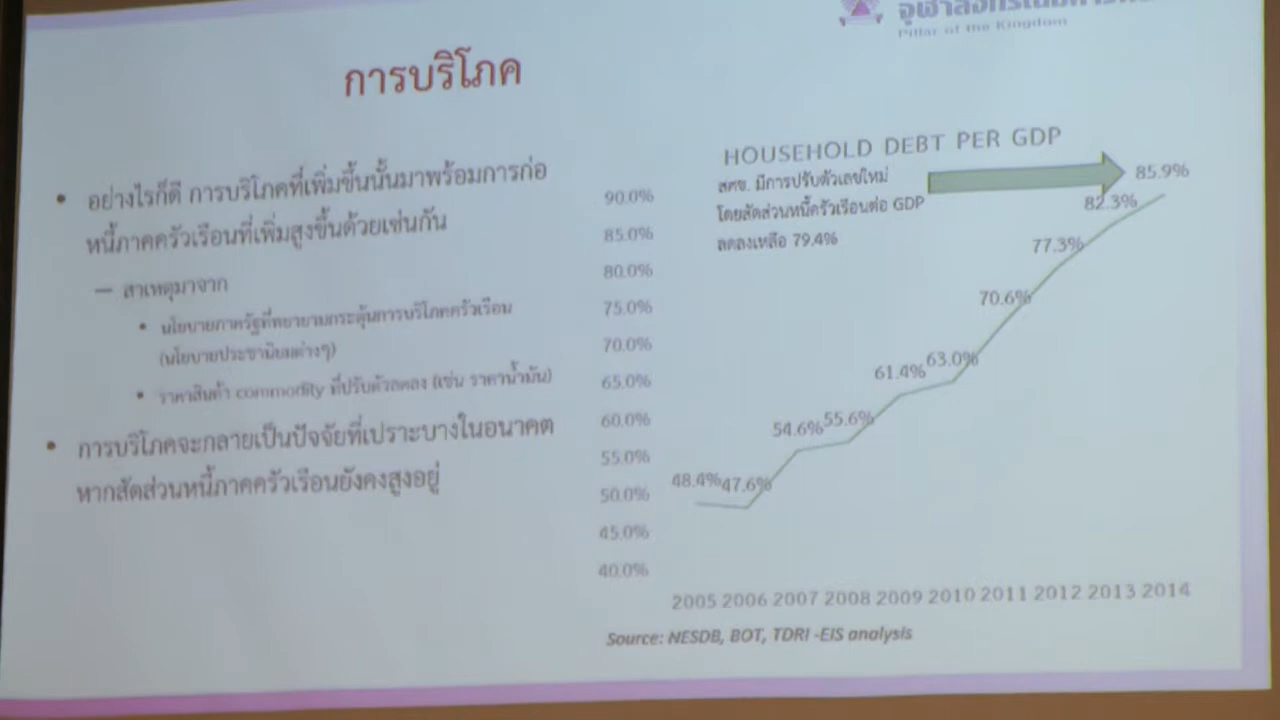 Pillar of the Kingdom
การบริโภค
• อย่างไรก็ดี การบริโภคที่เพิ่มขึ้นนั้นมาพร้อมการก่อ
หนี้ภาคครัวเรือนที่เพิ่มสูงขึ้นด้วยเช่นกัน
– สาเหตุมาจาก
• นโยบายภาครัฐที่พยายามกระตุ้นการบริโภคครัวเรือน
(นโยบายประชานิยมต่างๆ)
• ราคาสินค้า commodity ที่ปรับตัวลดลง (เช่น ราคาน้ำมัน)
• การบริโภคจะกลายเป็นปัจจัยที่เปราะบางในอนาคต
หากสัดส่วนหนี้ภาคครัวเรือนยังคงสูงอยู่
HOUSEHOLD DEBT PER GDP
สศช. มีการปรับตัวเลขใหม่
โดยสัดส่วนหนี้ครัวเรือนต่อ GDP
ลดลงเหลือ 79.4%
90.0%
85.0%
80.0%
75.0%
70.0%
65.0%
60.0%
55.0%
50.0%
45.0%
40.0%
48.4% 47.6% 54.6% 55.6% 61.4% 63.0% 70.6% 77.3% 82.3% 85.9%
2005 2006 2007 2008 2009 2010 2011 2012 2013 2014
Source: NESDB, BOT, TDRI -EIS analysis